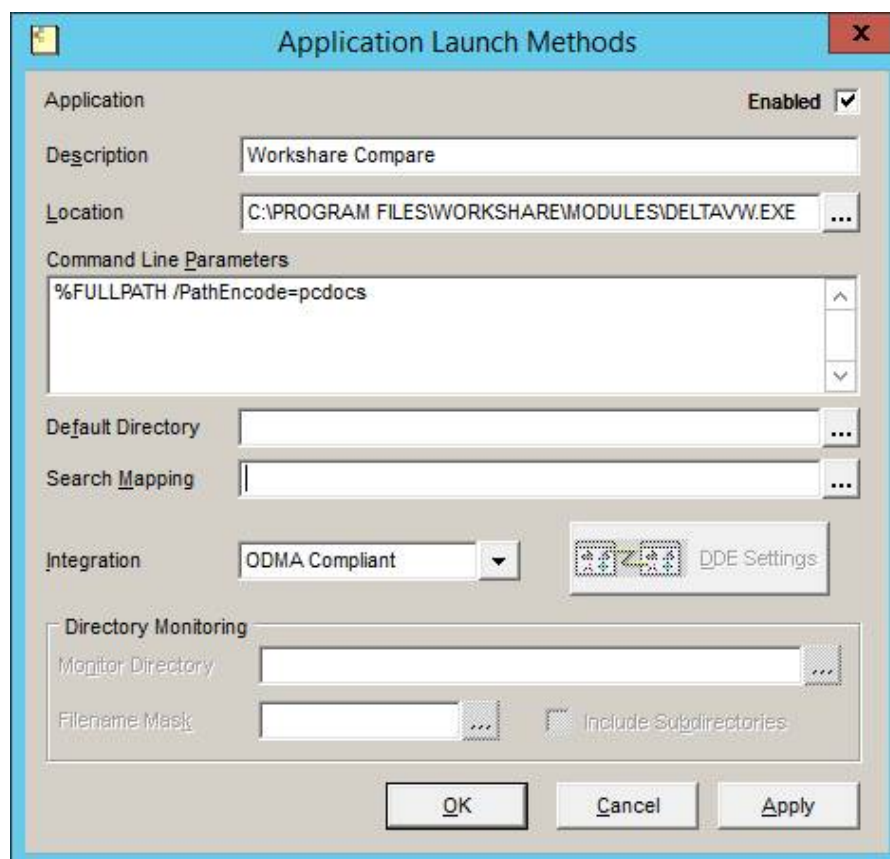 Application Launch Methods
x
Application Enabled
Description Workshare Compare
Location C:\PROGRAM FILES\WORKSHARE\MODULES\DELTAVW.EXE ...
Command Line Parameters
%FULLPATH /PathEncode=pcdocs
Default Directory ...
Search Mapping ...
Integration ODMA Compliant DDE Settings
Directory Monitoring
Monitor Directory ...
Filename Mask ... Include Subdirectories
OK Cancel Apply